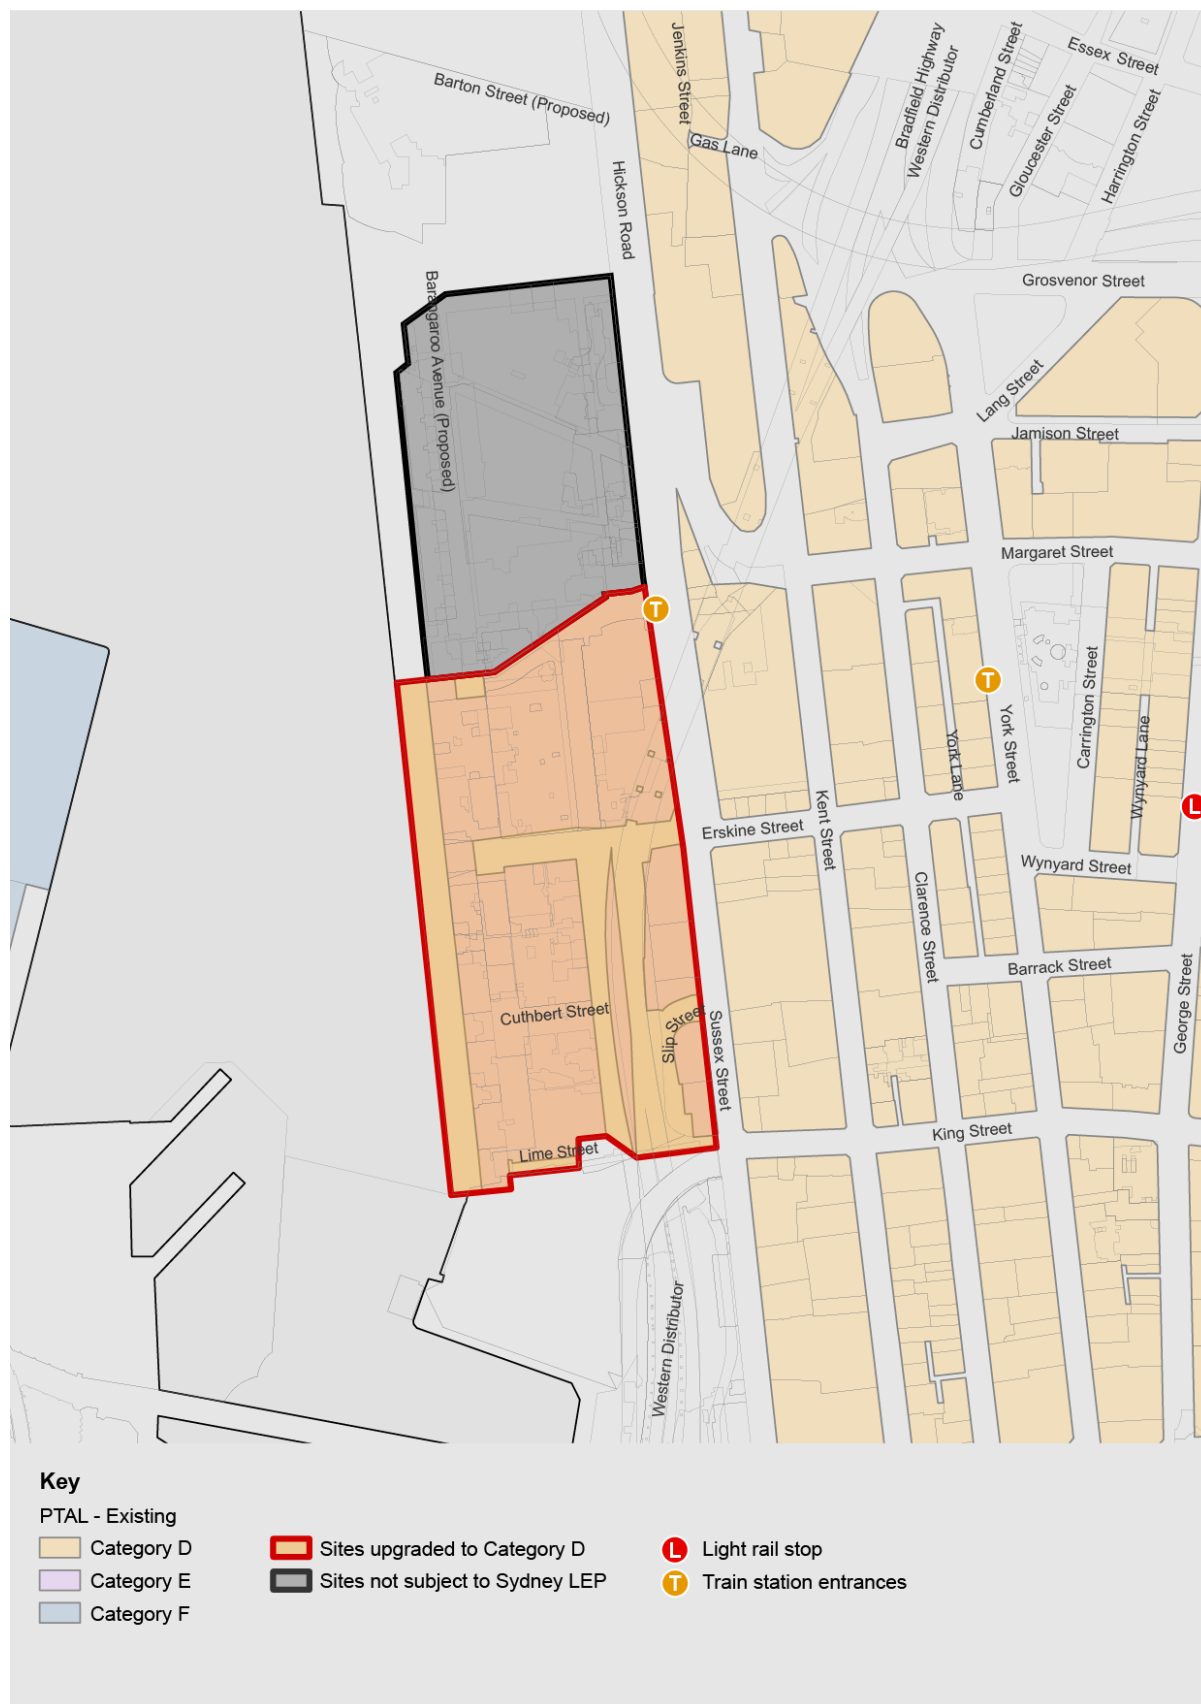 Jenkins Street
Essex Street
Bradfield Highway
Western Distributor
Cumberland Street
Barton Street (Proposed)
Gloucester Street
Harrington Street
Gas Lane
Hickson Road
Grosvenor Street
Barangaroo Avenue (Proposed)
Lang Street
Jamison Street
Margaret Street
T
T
York Street
Carrington Street
Wynyard Lane
York Lane
Kent Street
L
Erskine Street
Wynyard Street
Clarence Street
Barrack Street
George Street
Cuthbert Street
Slip Street
Sussex Street
King Street
Lime Street
Western Distributor
Key
PTAL - Existing
Category D
Category E
Category F
Sites upgraded to Category D
Sites not subject to Sydney LEP
L Light rail stop
T Train station entrances